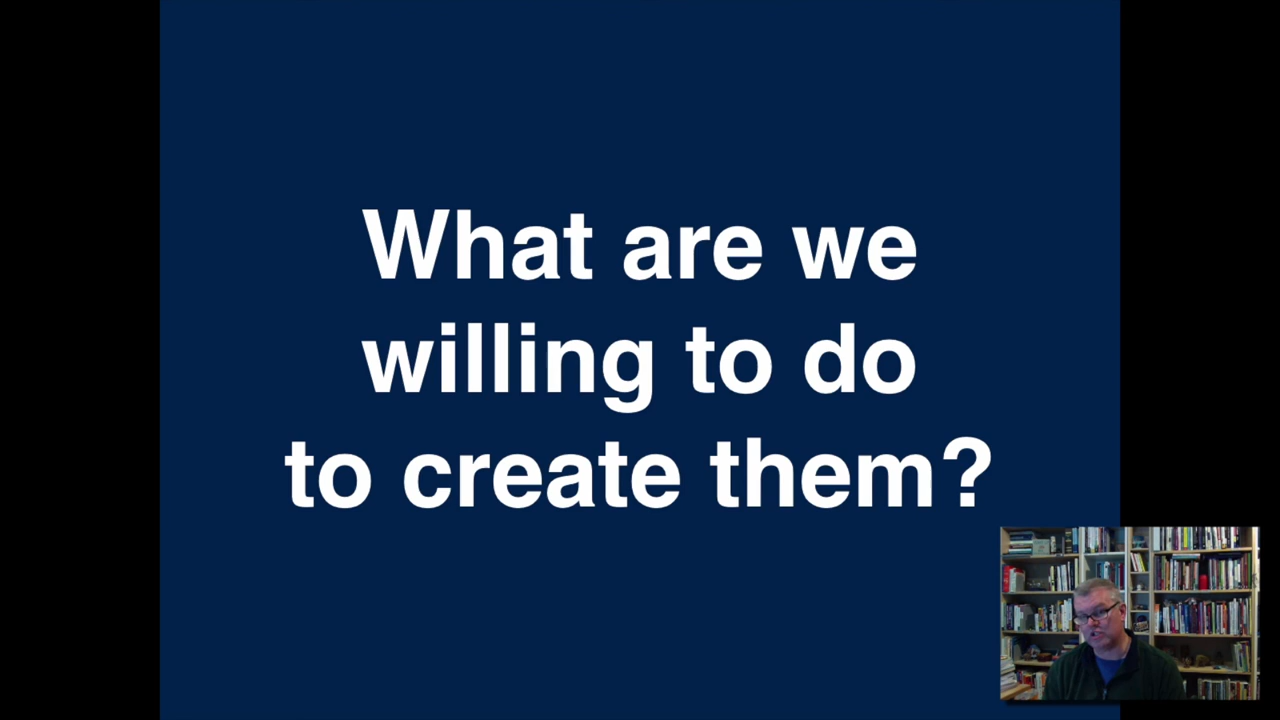 What are we
willing to do
to create them?